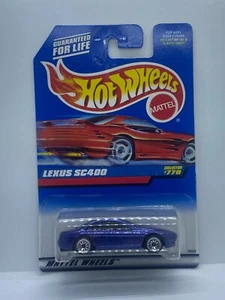 GUARANTEED
FOR LIFE
Hot Wheels
MATTEL
LEXUS SC400
COLLECTOR
#770
MATTEL WHEELS